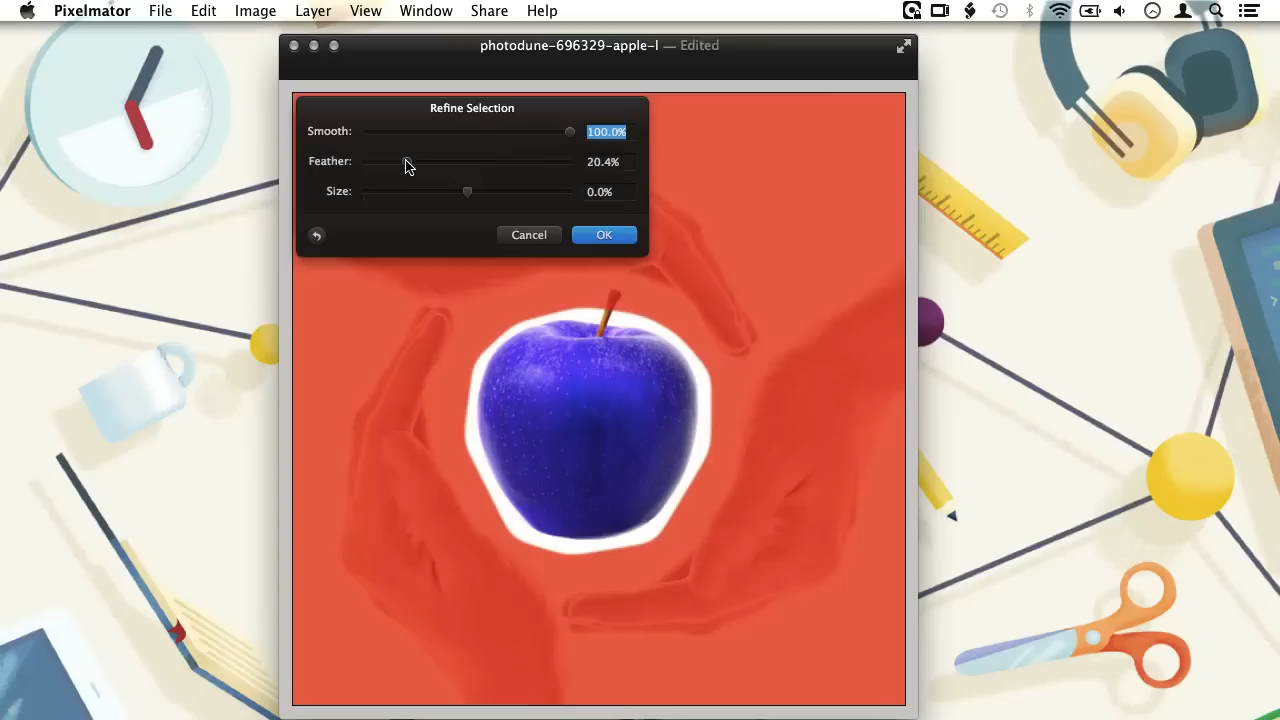 Pixelmator File Edit Image Layer View Window Share Help
photodune-696329-apple-l — Edited
Refine Selection
Smooth: 100.0%
Feather: 20.4%
Size: 0.0%
Cancel OK